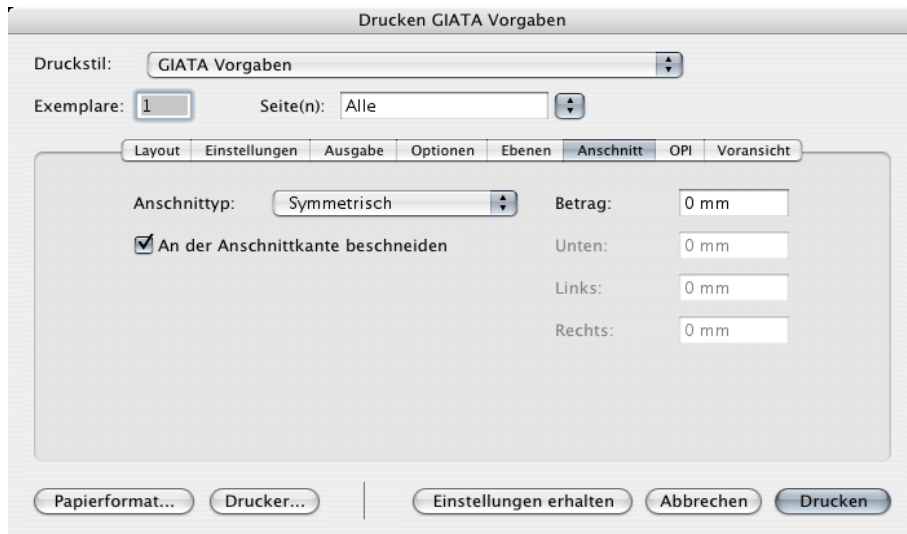 Drucken GIATA Vorgaben
Druckstil: GIATA Vorgaben
Exemplare: 1 Seite(n): Alle
Layout Einstellungen Ausgabe Optionen Ebenen Anschnitt OPI Voransicht
Anschnittyp: Symmetrisch Betrag: 0 mm
An der Anschnittkante beschneiden Unten: 0 mm
Links: 0 mm
Rechts: 0 mm
Papierformat... Drucker... Einstellungen erhalten Abbrechen Drucken